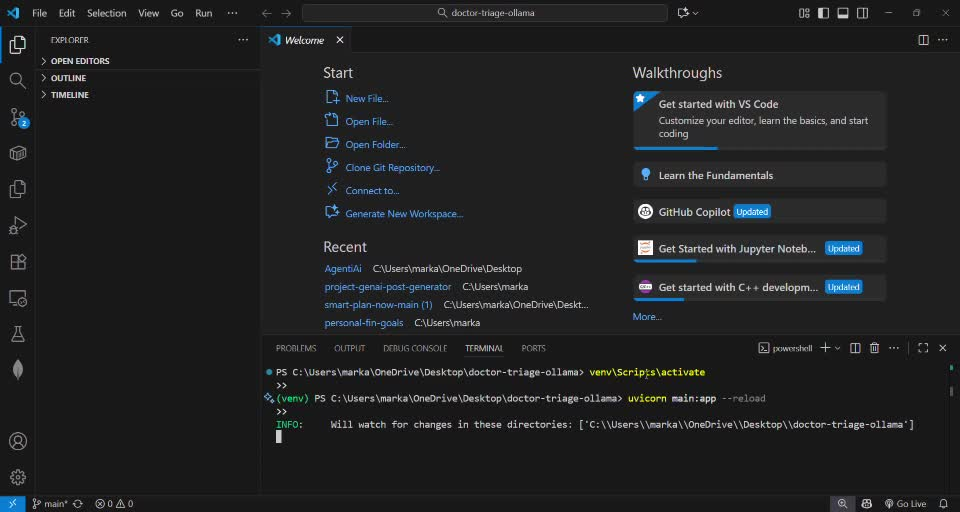 File Edit Selection View Go Run ··· doctor-triage-ollama
EXPLORER ···
OPEN EDITORS
OUTLINE
TIMELINE
2
Welcome
Start
New File...
Open File...
Open Folder...
Clone Git Repository...
Connect to...
Generate New Workspace...
Recent
AgentiAi C:\Users\marka\OneDrive\Desktop
project-genai-post-generator C:\Users\marka
smart-plan-now-main (1) C:\Users\marka\OneDrive\Deskt...
personal-fin-goals C:\Users\marka
Walkthroughs
Get started with VS Code
Customize your editor, learn the basics, and start
coding
Learn the Fundamentals
GitHub Copilot Updated
Get Started with Jupyter Noteb... Updated
Get started with C++ developm... Updated
More...
PROBLEMS OUTPUT DEBUG CONSOLE TERMINAL PORTS powershell
PS C:\Users\marka\OneDrive\Desktop\doctor-triage-ollama> venv\Scripts\activate
>>
(venv) PS C:\Users\marka\OneDrive\Desktop\doctor-triage-ollama> uvicorn main:app --reload
>>
INFO: Will watch for changes in these directories: ['C:\\Users\\marka\\OneDrive\\Desktop\\doctor-triage-ollama']
main* 0 0 Go Live